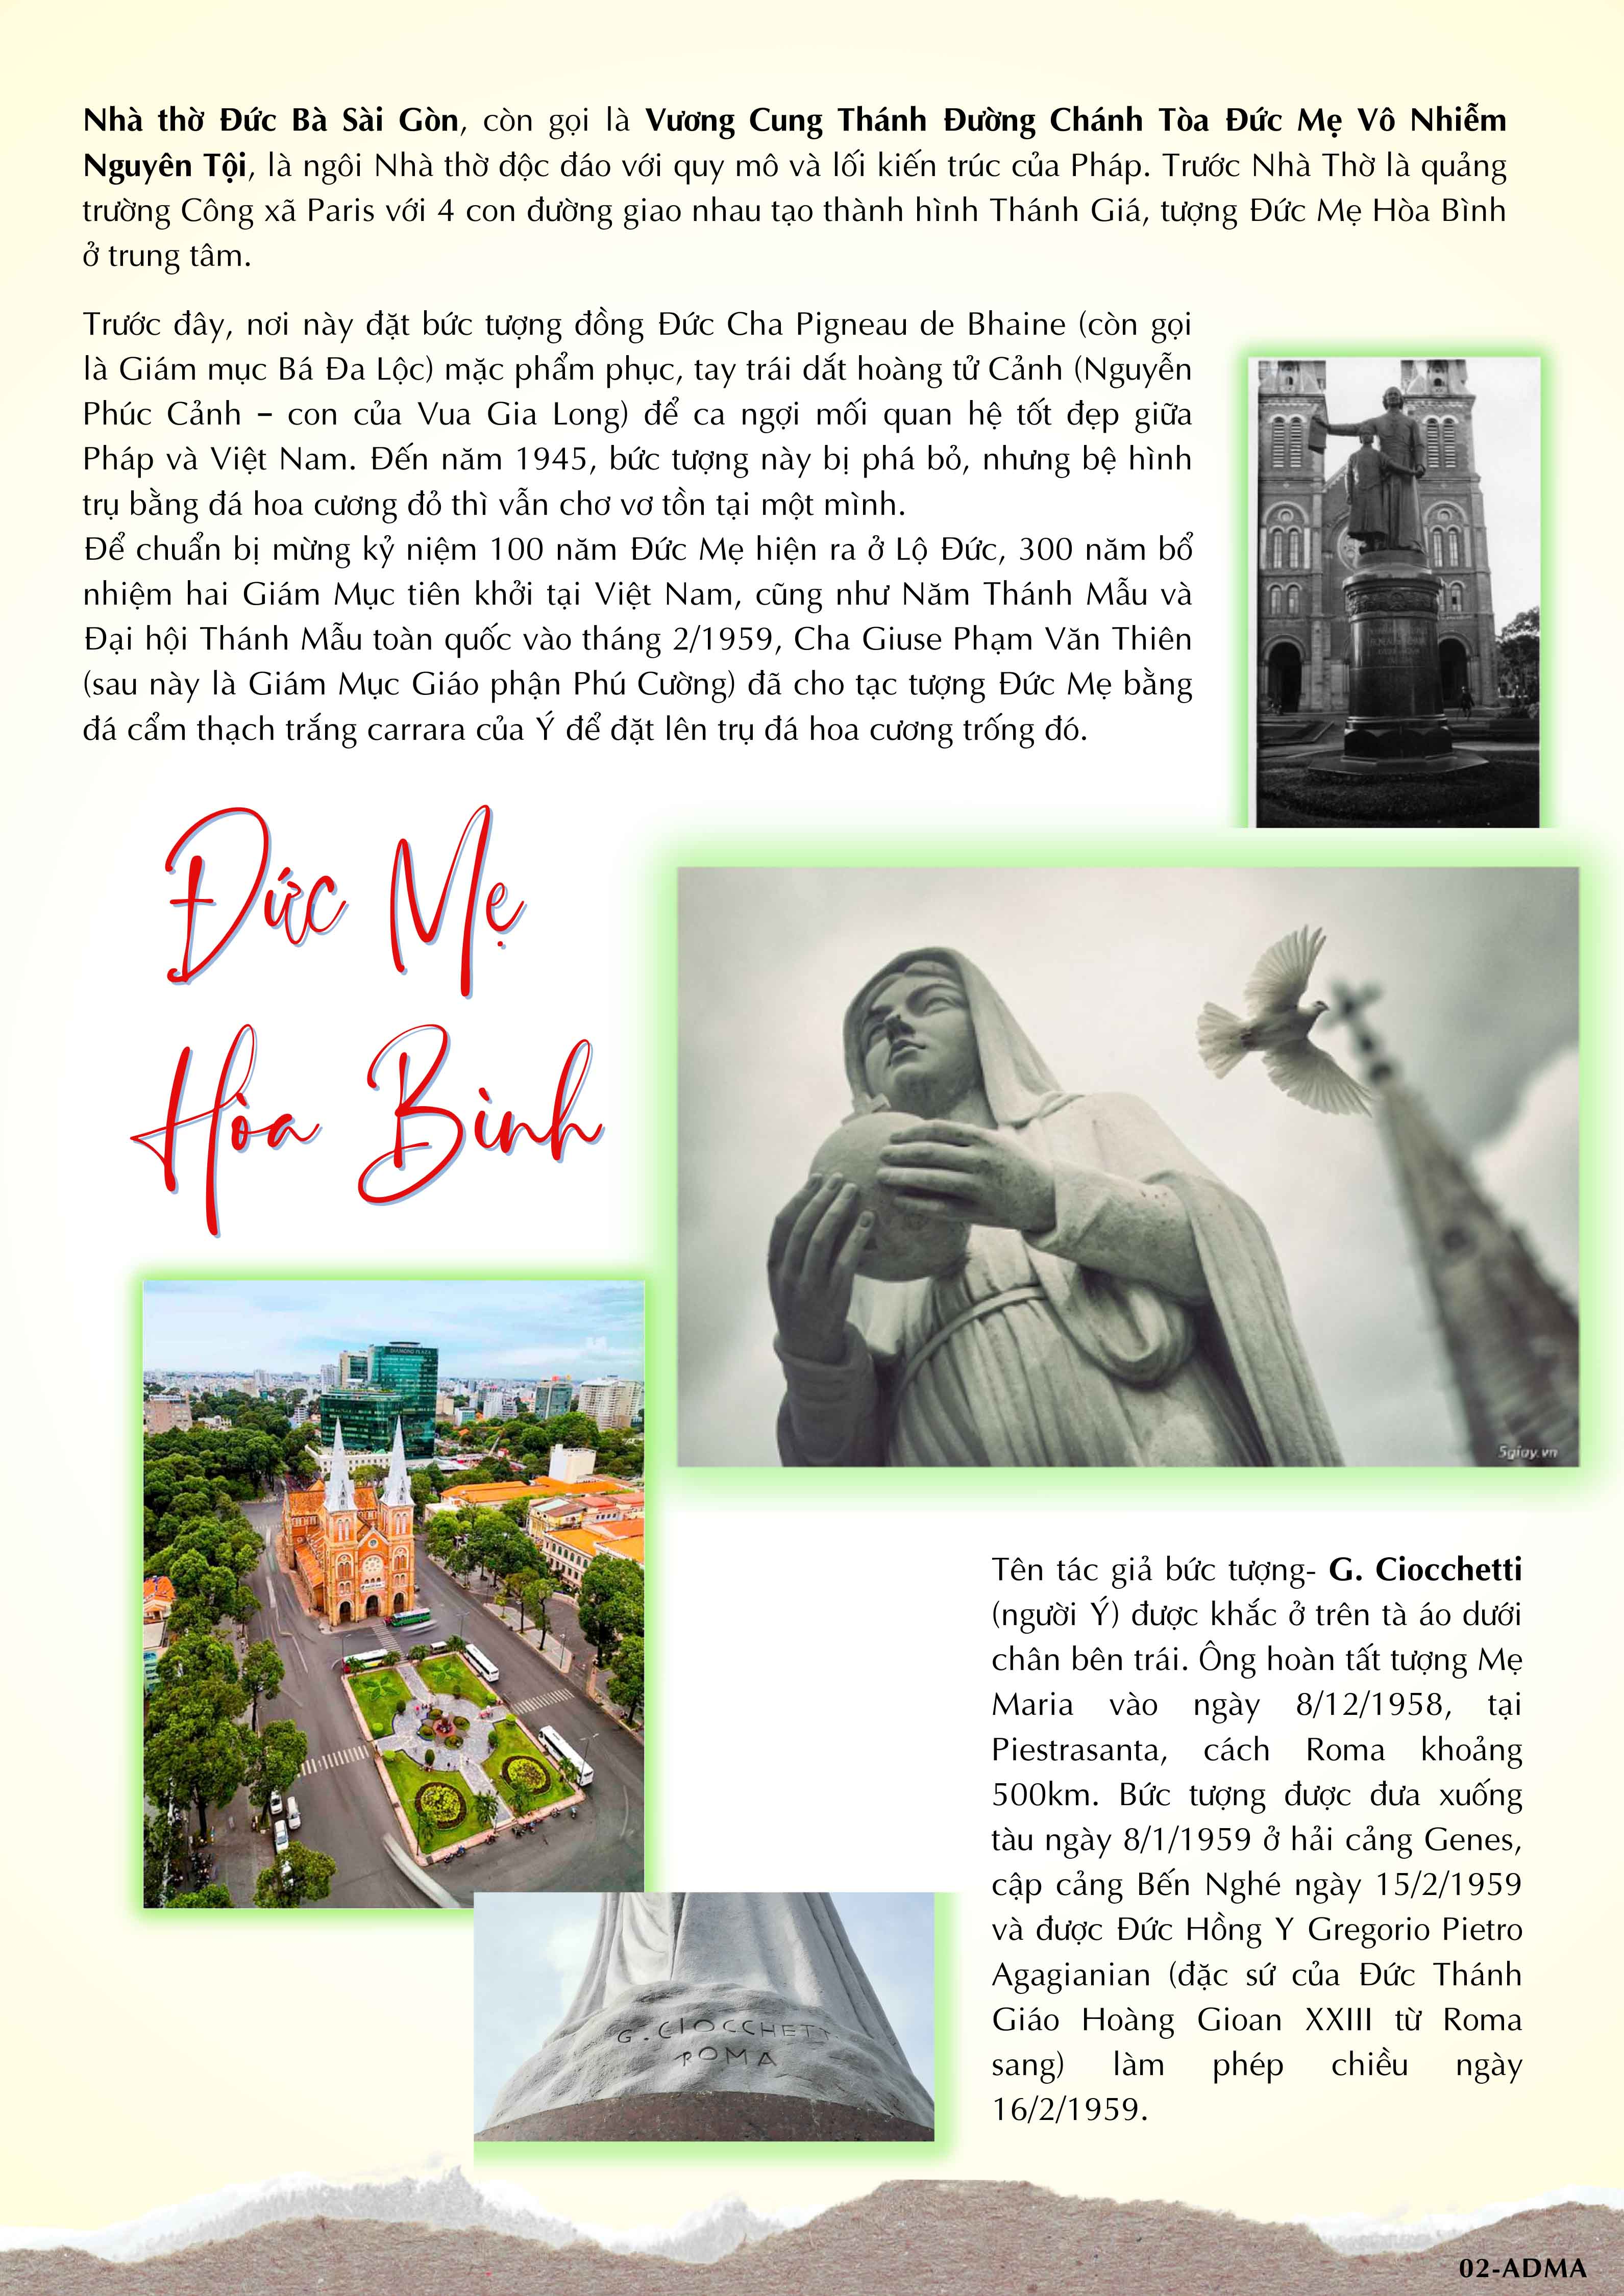 Nhà thờ Đức Bà Sài Gòn, còn gọi là Vương Cung Thánh Đường Chánh Tòa Đức Mẹ Vô Nhiễm
Nguyên Tội, là ngôi Nhà thờ độc đáo với quy mô và lối kiến trúc của Pháp. Trước Nhà Thờ là quảng
trường Công xã Paris với 4 con đường giao nhau tạo thành hình Thánh Giá, tượng Đức Mẹ Hòa Bình
ở trung tâm.
Trước đây, nơi này đặt bức tượng đồng Đức Cha Pigneau de Bhaine (còn gọi
là Giám mục Bá Đa Lộc) mặc phẩm phục, tay trái dắt hoàng tử Cảnh (Nguyễn
Phúc Cảnh – con của Vua Gia Long) để ca ngợi mối quan hệ tốt đẹp giữa
Pháp và Việt Nam. Đến năm 1945, bức tượng này bị phá bỏ, nhưng bệ hình
trụ bằng đá hoa cương đỏ thì vẫn chơ vơ tồn tại một mình.
Để chuẩn bị mừng kỷ niệm 100 năm Đức Mẹ hiện ra ở Lộ Đức, 300 năm bổ
nhiệm hai Giám Mục tiên khởi tại Việt Nam, cũng như Năm Thánh Mẫu và
Đại hội Thánh Mẫu toàn quốc vào tháng 2/1959, Cha Giuse Phạm Văn Thiên
(sau này là Giám Mục Giáo phận Phú Cường) đã cho tạc tượng Đức Mẹ bằng
đá cẩm thạch trắng carrara của Ý để đặt lên trụ đá hoa cương trống đó.
Đức Mẹ
Hòa Bình
5giay.vn
DIAMOND PLAZA
Tên tác giả bức tượng- G. Ciocchetti
(người Ý) được khắc ở trên tà áo dưới
chân bên trái. Ông hoàn tất tượng Mẹ
Maria vào ngày 8/12/1958, tại
Piestrasanta, cách Roma khoảng
500km. Bức tượng được đưa xuống
tàu ngày 8/1/1959 ở hải cảng Genes,
cập cảng Bến Nghé ngày 15/2/1959
và được Đức Hồng Y Gregorio Pietro
Agagianian (đặc sứ của Đức Thánh
Giáo Hoàng Gioan XXIII từ Roma
sang) làm phép chiều ngày
16/2/1959.
G. CIOCCHETTI
ROMA
02-ADMA